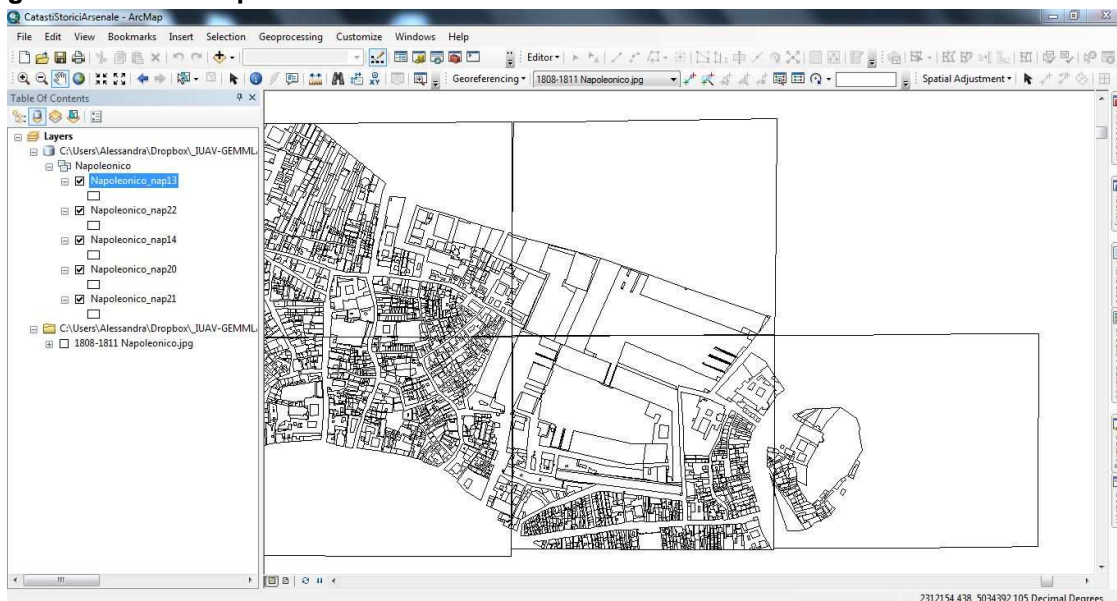 CatastiStoriciArsenale - ArcMap
File Edit View Bookmarks Insert Selection Geoprocessing Customize Windows Help
Editor
Georeferencing 1808-1811 Napoleonico.jpg Spatial Adjustment
Table Of Contents
Layers
C:\Users\Alessandra\Dropbox\_IUAV-GEMML
Napoleonico
Napoleonico_nap13
Napoleonico_nap22
Napoleonico_nap14
Napoleonico_nap20
Napoleonico_nap21
C:\Users\Alessandra\Dropbox\_IUAV-GEMML
1808-1811 Napoleonico.jpg
2312154,438 5034392,105 Decimal Degrees